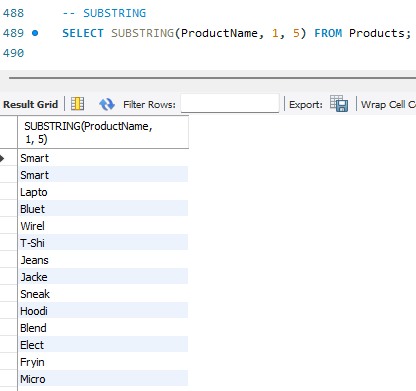 488 -- SUBSTRING
489 SELECT SUBSTRING(ProductName, 1, 5) FROM Products;
490
Result Grid Filter Rows: Export: Wrap Cell Co
SUBSTRING(ProductName,
1, 5)
Smart
Smart
Lapto
Bluet
Wirel
T-Shi
Jeans
Jacke
Sneak
Hoodi
Blend
Elect
Fryin
Micro